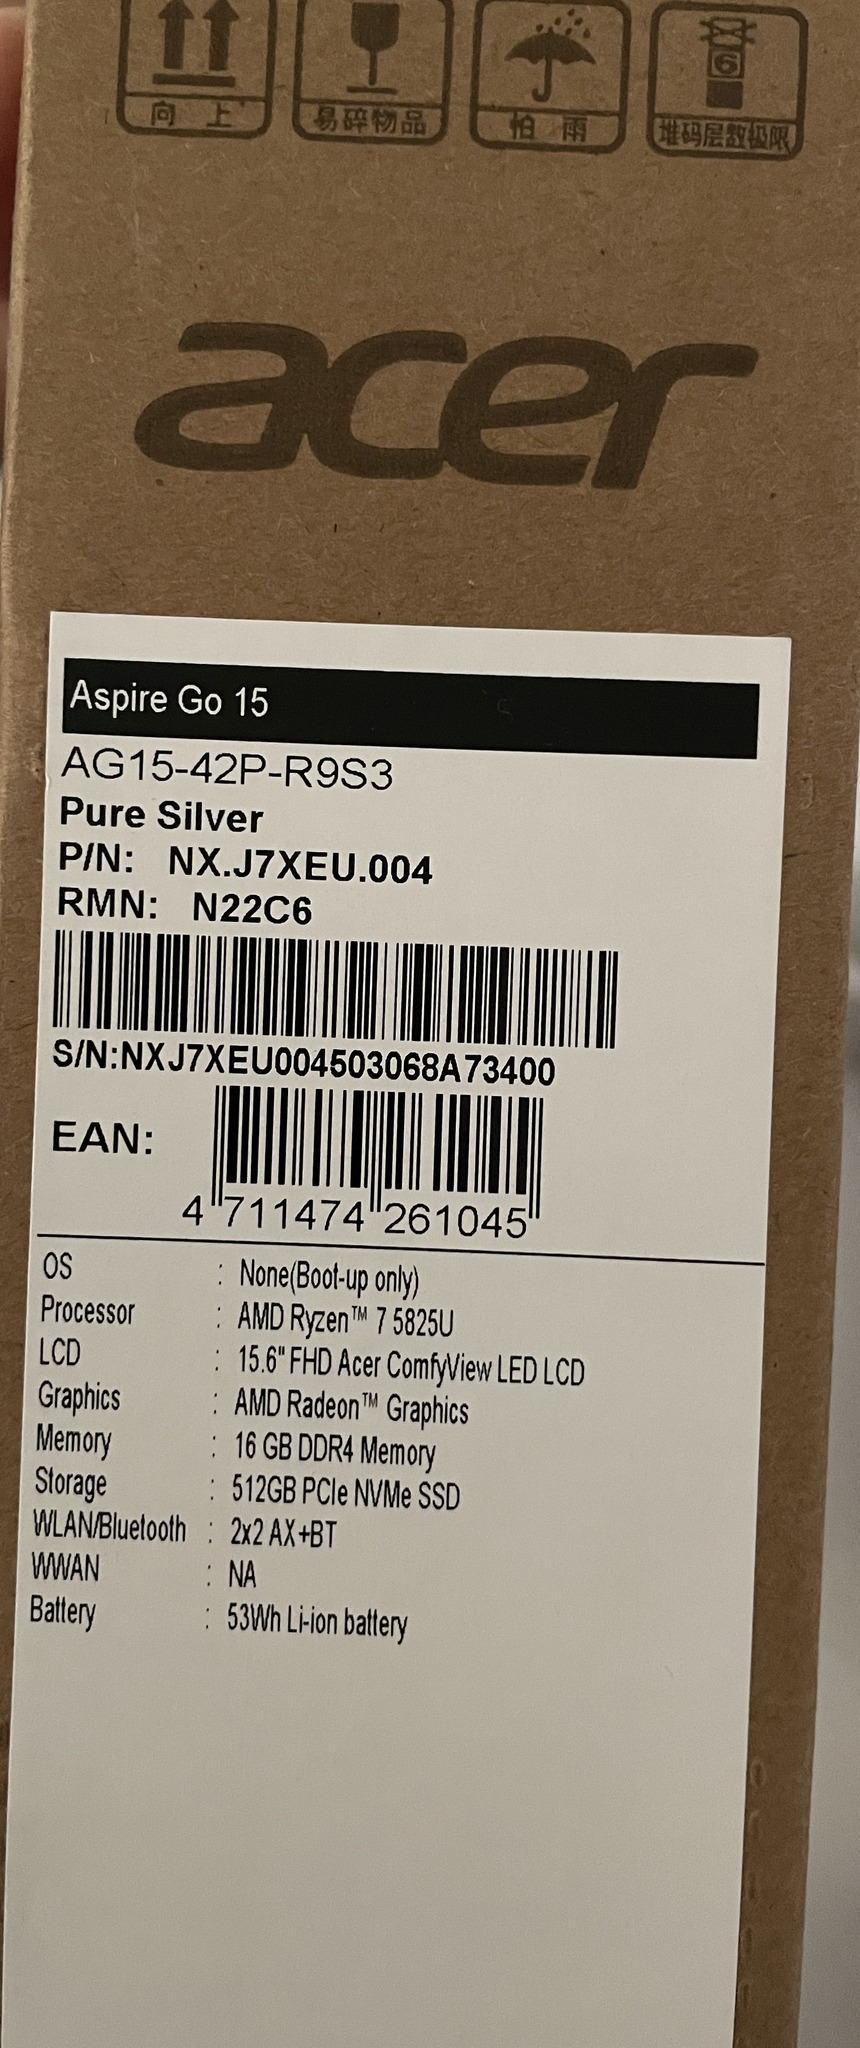 向 上
易碎物品
怕 雨
6
堆码层数极限
acer
Aspire Go 15
AG15-42P-R9S3
Pure Silver
P/N: NX.J7XEU.004
RMN: N22C6
S/N:NXJ7XEU004503068A73400
EAN:
4 711474 261045
OS : None(Boot-up only)
Processor : AMD Ryzen™ 7 5825U
LCD : 15.6" FHD Acer ComfyView LED LCD
Graphics : AMD Radeon™ Graphics
Memory : 16 GB DDR4 Memory
Storage : 512GB PCIe NVMe SSD
WLAN/Bluetooth : 2x2 AX+BT
WWAN : NA
Battery : 53Wh Li-ion battery